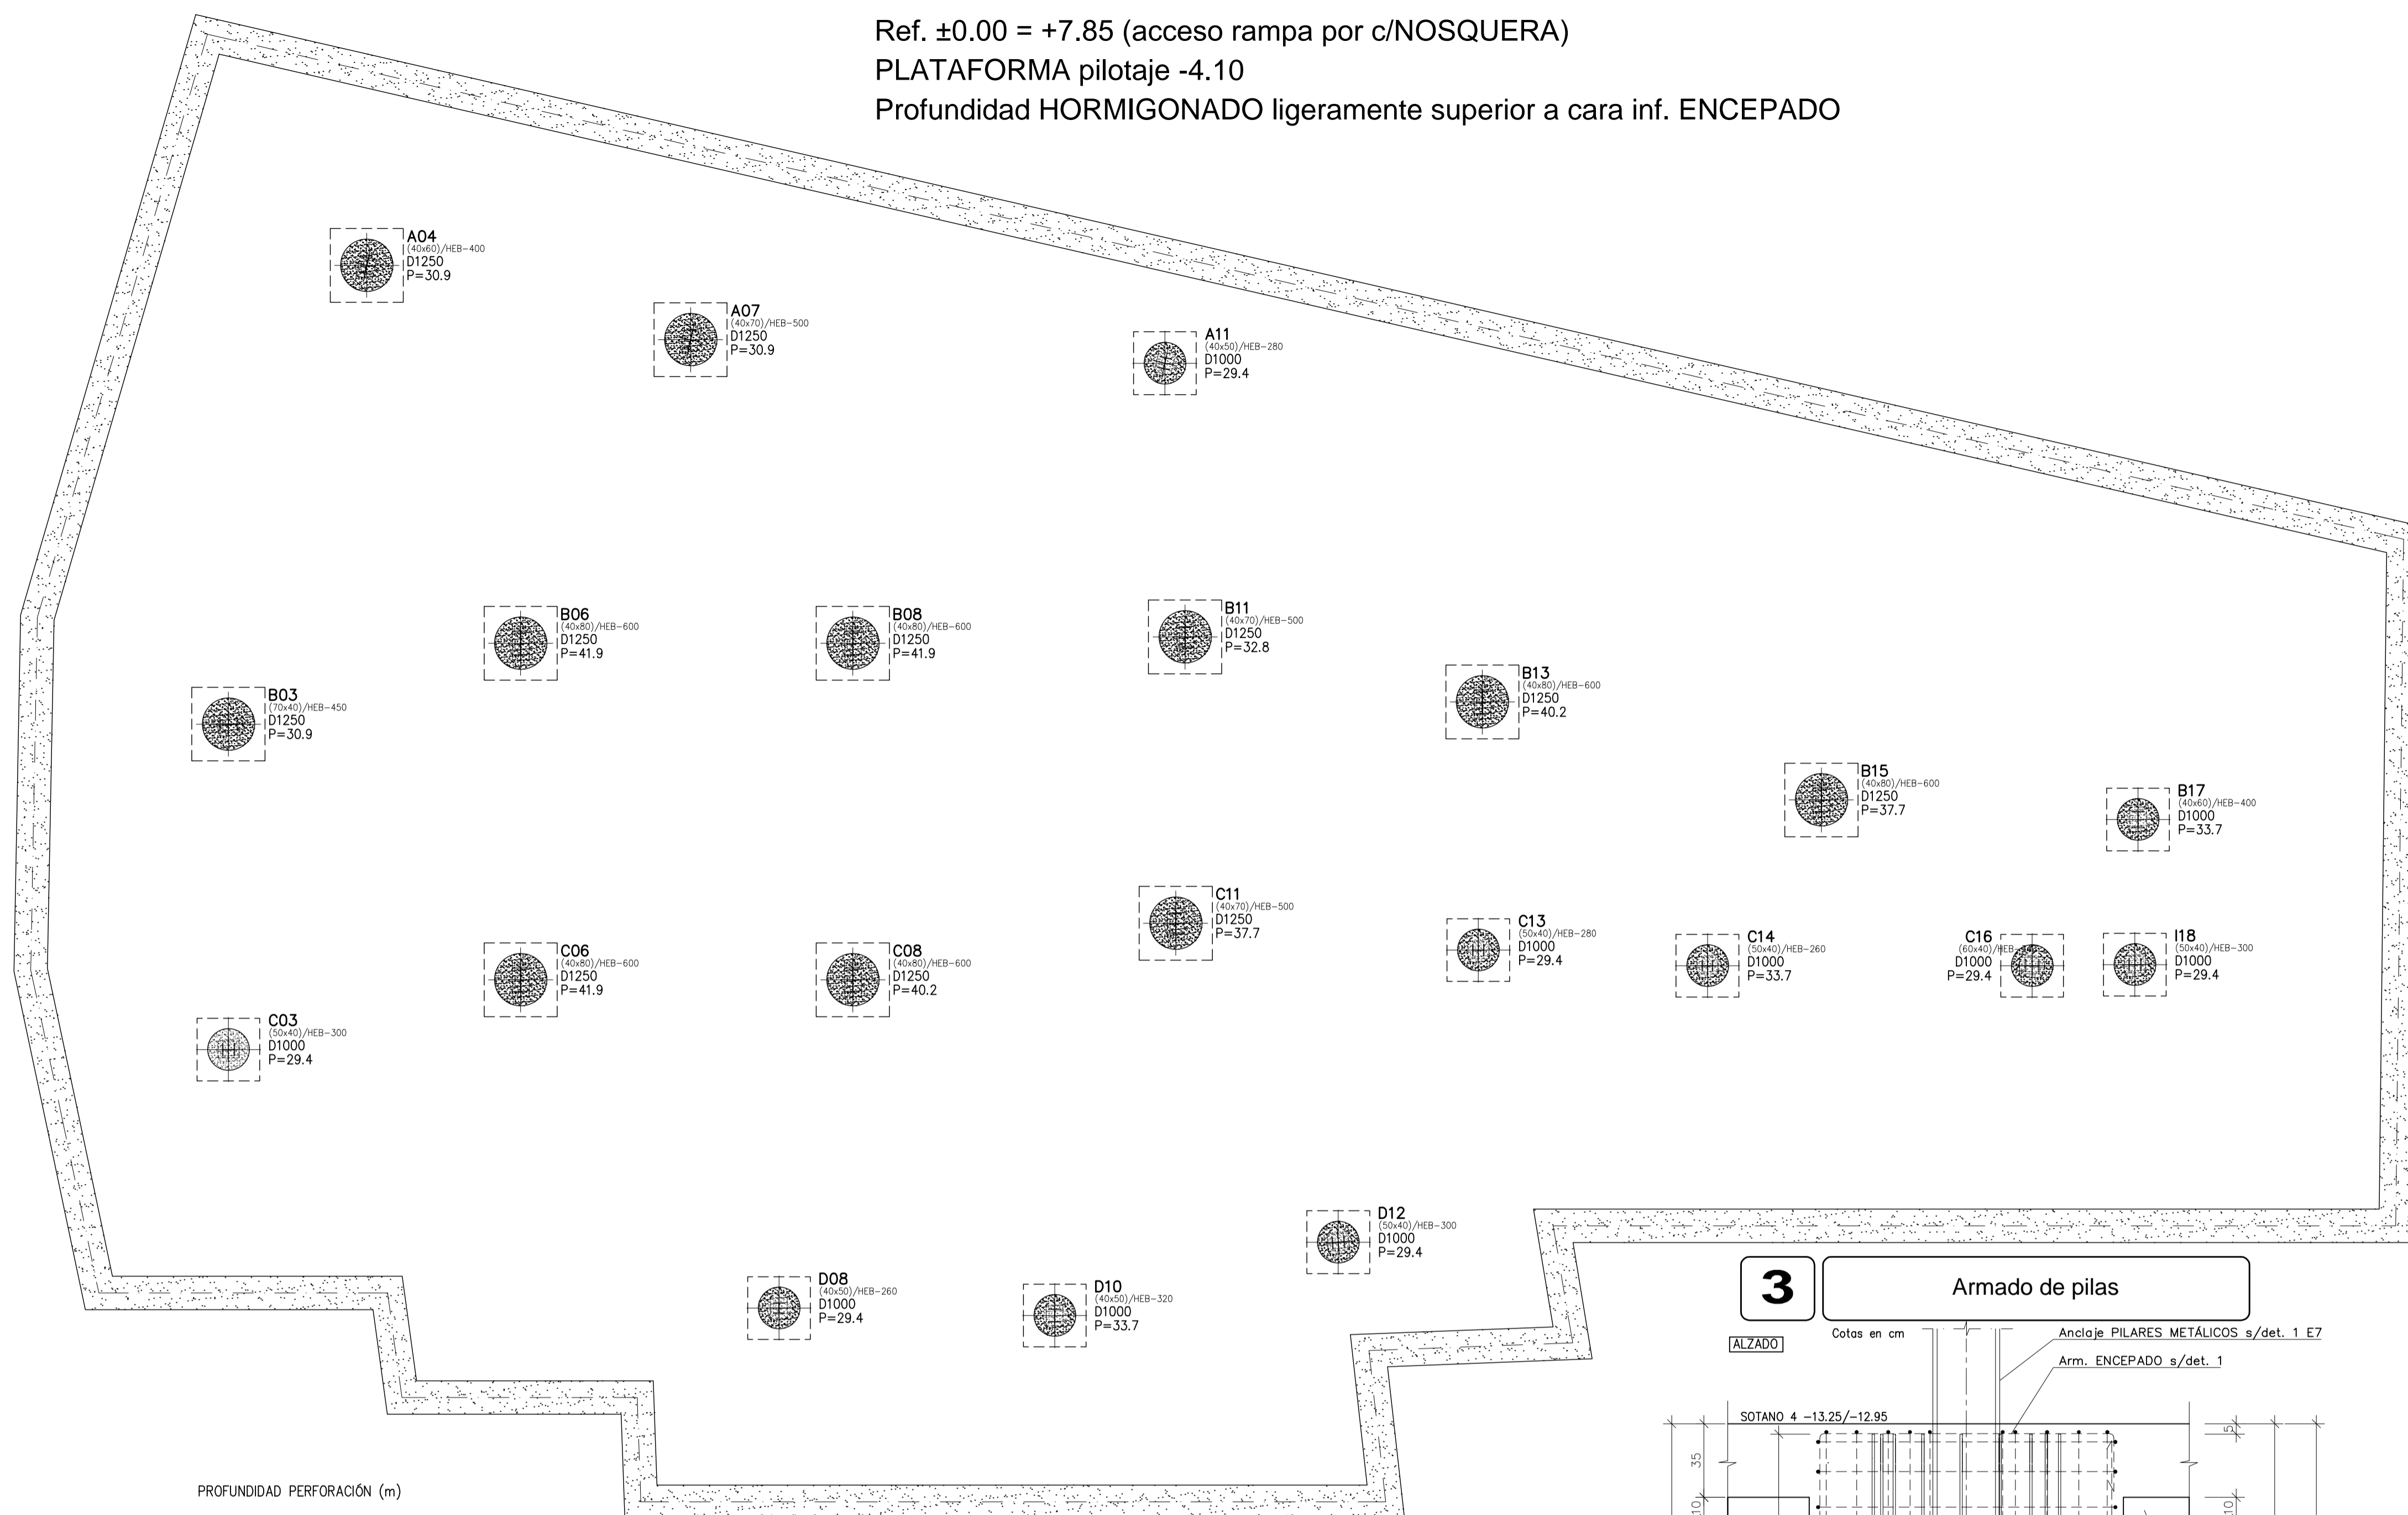 Ref. ±0.00 = +7.85 (acceso rampa por c/NOSQUERA)
PLATAFORMA pilotaje -4.10
Profundidad HORMIGONADO ligeramente superior a cara inf. ENCEPADO
A04
(40x60)/HEB-400
D1250
P=30.9
A07
(40x70)/HEB-500
D1250
P=30.9
A11
(40x50)/HEB-280
D1000
P=29.4
B06
(40x80)/HEB-600
D1250
P=41.9
B08
(40x80)/HEB-600
D1250
P=41.9
B11
(40x70)/HEB-500
D1250
P=32.8
B13
(40x80)/HEB-600
D1250
P=40.2
B03
(70x40)/HEB-450
D1250
P=30.9
B15
(40x80)/HEB-600
D1250
P=37.7
B17
(40x60)/HEB-400
D1000
P=33.7
C11
(40x70)/HEB-500
D1250
P=37.7
C13
(50x40)/HEB-280
D1000
P=29.4
C14
(50x40)/HEB-260
D1000
P=33.7
C16
(60x40)/HEB-
D1000
P=29.4
I18
(50x40)/HEB-300
D1000
P=29.4
C06
(40x80)/HEB-600
D1250
P=41.9
C08
(40x80)/HEB-600
D1250
P=40.2
C03
(50x40)/HEB-300
D1000
P=29.4
D12
(50x40)/HEB-300
D1000
P=29.4
D08
(40x50)/HEB-260
D1000
P=29.4
D10
(40x50)/HEB-320
D1000
P=33.7
3
Armado de pilas
ALZADO
Cotas en cm
Anclaje PILARES METÁLICOS s/det. 1 E7
Arm. ENCEPADO s/det. 1
SOTANO 4 -13.25/-12.95
5
35
10
10
PROFUNDIDAD PERFORACIÓN (m)